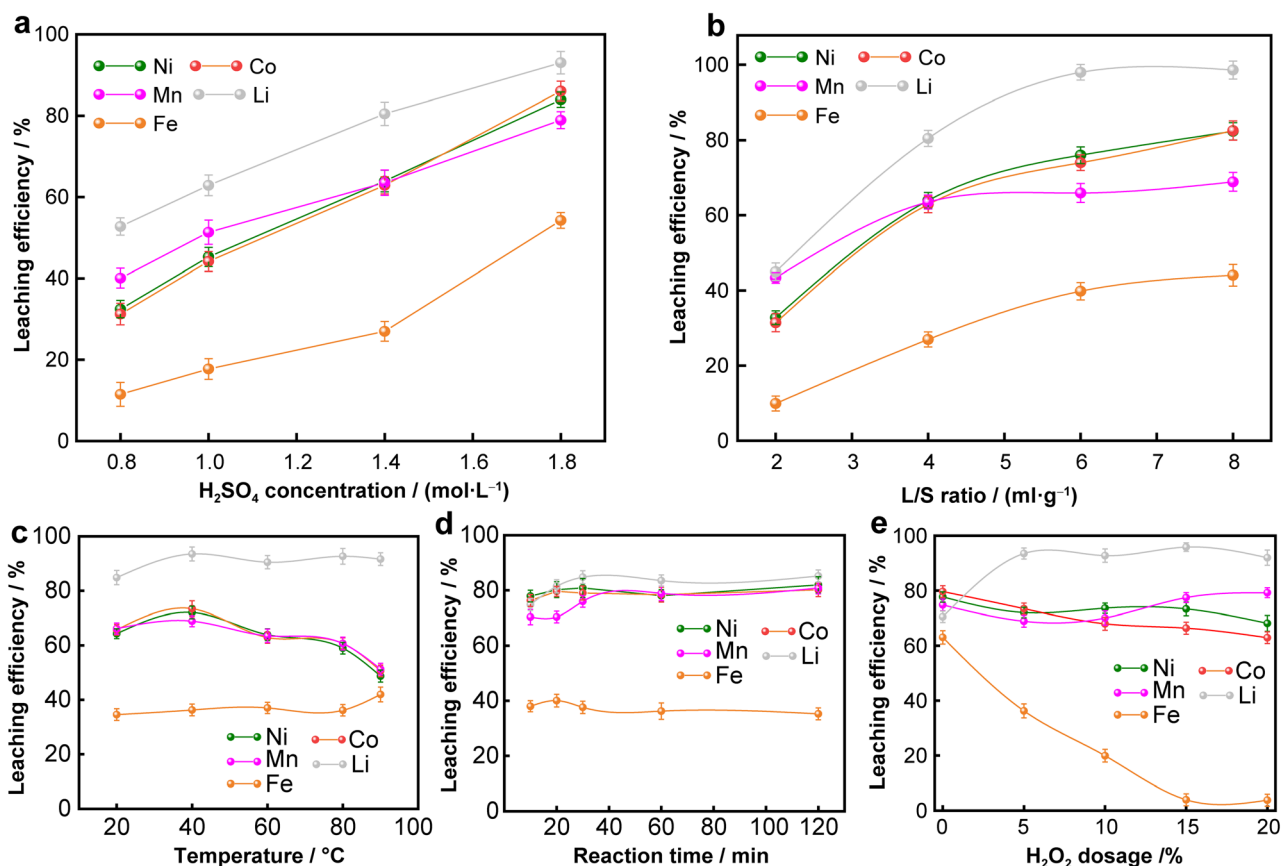 a
Leaching efficiency / %
100
80
60
40
20
0
Ni Co
Mn Li
Fe
0.8 1.0 1.2 1.4 1.6 1.8
H₂SO₄ concentration / (mol·L⁻¹)
b
Leaching efficiency / %
100
80
60
40
20
0
Ni Co
Mn Li
Fe
2 3 4 5 6 7 8
L/S ratio / (ml·g⁻¹)
c
Leaching efficiency / %
100
80
60
40
20
0
Ni Co
Mn Li
Fe
20 40 60 80 100
Temperature / °C
d
Leaching efficiency / %
100
80
60
40
20
0
Ni Co
Mn Li
Fe
20 40 60 80 100 120
Reaction time / min
e
Leaching efficiency / %
100
80
60
40
20
0
Ni Co
Mn Li
Fe
0 5 10 15 20
H₂O₂ dosage /%